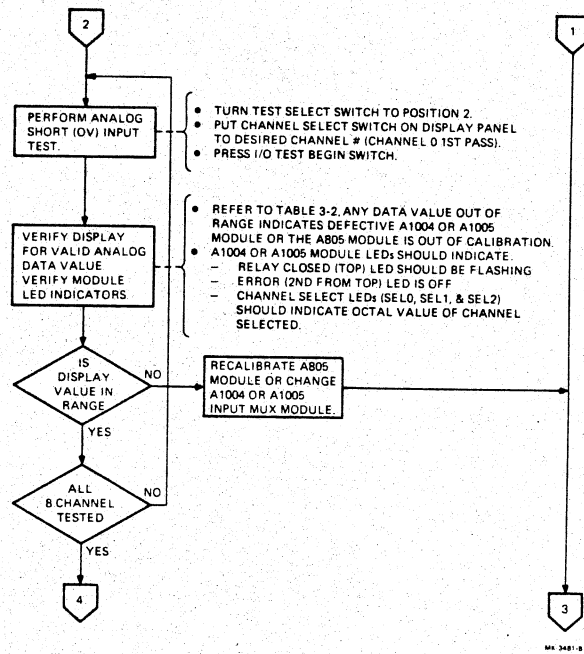 2
1
PERFORM ANALOG
SHORT (OV) INPUT
TEST.
• TURN TEST SELECT SWITCH TO POSITION 2.
• PUT CHANNEL SELECT SWITCH ON DISPLAY PANEL
TO DESIRED CHANNEL # (CHANNEL 0 1ST PASS).
• PRESS I/O TEST BEGIN SWITCH.
VERIFY DISPLAY
FOR VALID ANALOG
DATA VALUE
VERIFY MODULE
LED INDICATORS.
• REFER TO TABLE 3-2, ANY DATA VALUE OUT OF
RANGE INDICATES DEFECTIVE A1004 OR A1005
MODULE OR THE A805 MODULE IS OUT OF CALIBRATION.
• A1004 OR A1005 MODULE LEDs SHOULD INDICATE.
– RELAY CLOSED (TOP) LED SHOULD BE FLASHING
– ERROR (2ND FROM TOP) LED IS OFF
– CHANNEL SELECT LEDs (SEL0, SEL1, & SEL2)
SHOULD INDICATE OCTAL VALUE OF CHANNEL
SELECTED.
IS
DISPLAY
VALUE IN
RANGE
NO
YES
RECALIBRATE A805
MODULE OR CHANGE
A1004 OR A1005
INPUT MUX MODULE.
ALL
8 CHANNEL
TESTED
NO
YES
4
3
MK 3481-8